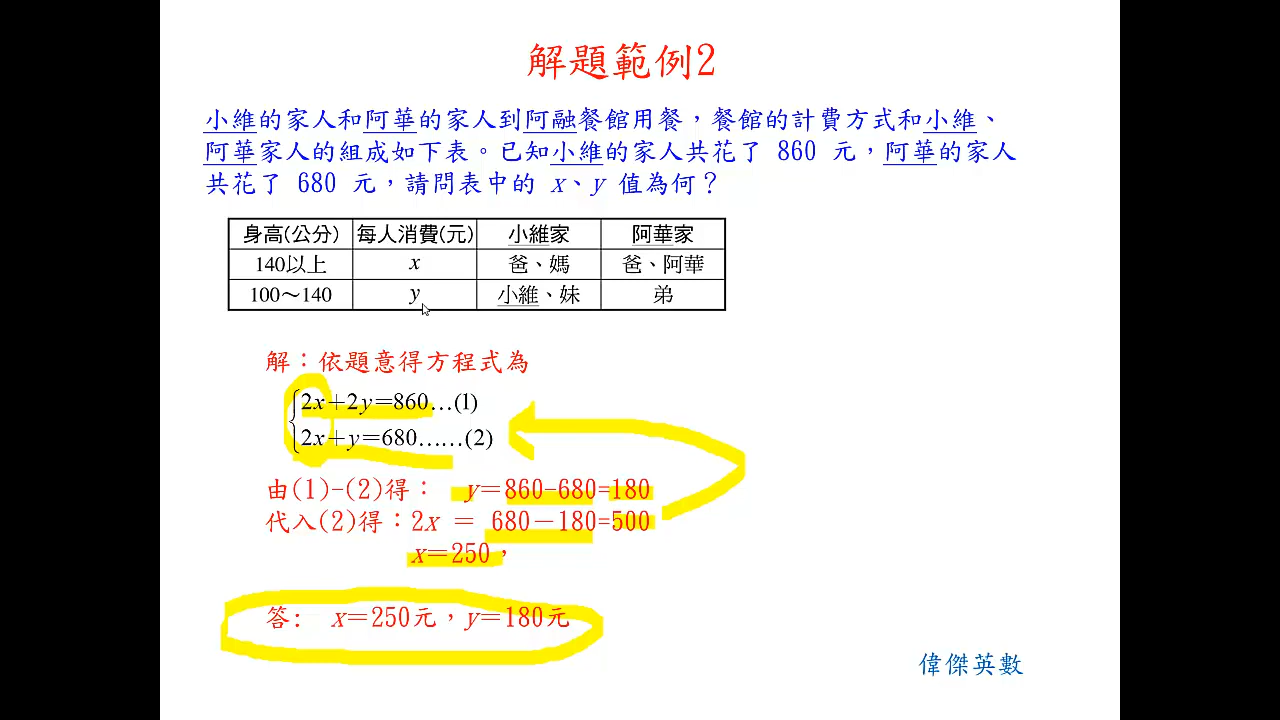 解題範例2
小維的家人和阿華的家人到阿融餐館用餐，餐館的計費方式和小維、
阿華家人的組成如下表。已知小維的家人共花了 860 元，阿華的家人
共花了 680 元，請問表中的 x、y 值為何？
身高(公分) 每人消費(元) 小維家 阿華家
140以上 x 爸、媽 爸、阿華
100～140 y 小維、妹 弟
解：依題意得方程式為
2x＋2y＝860…(1)
2x＋y＝680……(2)
由(1)-(2)得： y＝860-680=180
代入(2)得：2x ＝ 680－180=500
x＝250，
答: x＝250元，y＝180元
偉傑英數